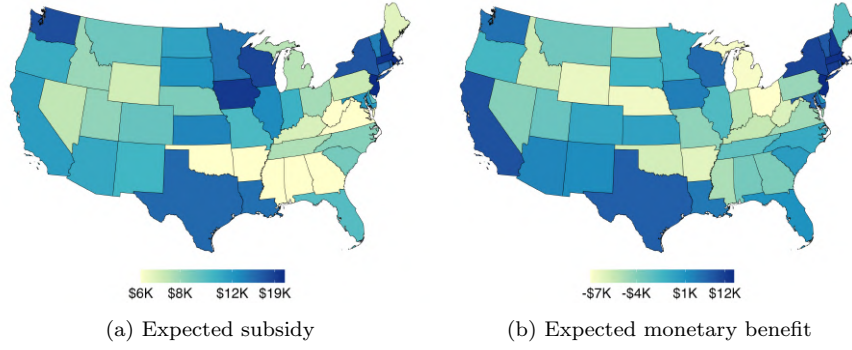 $6K $8K $12K $19K
-$7K -$4K $1K $12K
(a) Expected subsidy
(b) Expected monetary benefit